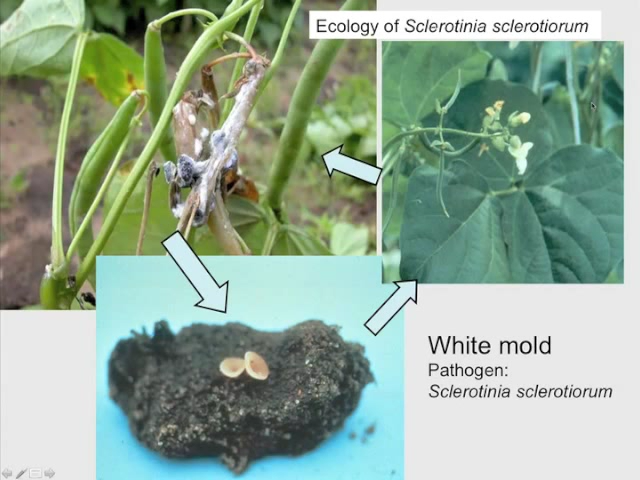 Ecology of Sclerotinia sclerotiorum
White mold
Pathogen:
Sclerotinia sclerotiorum